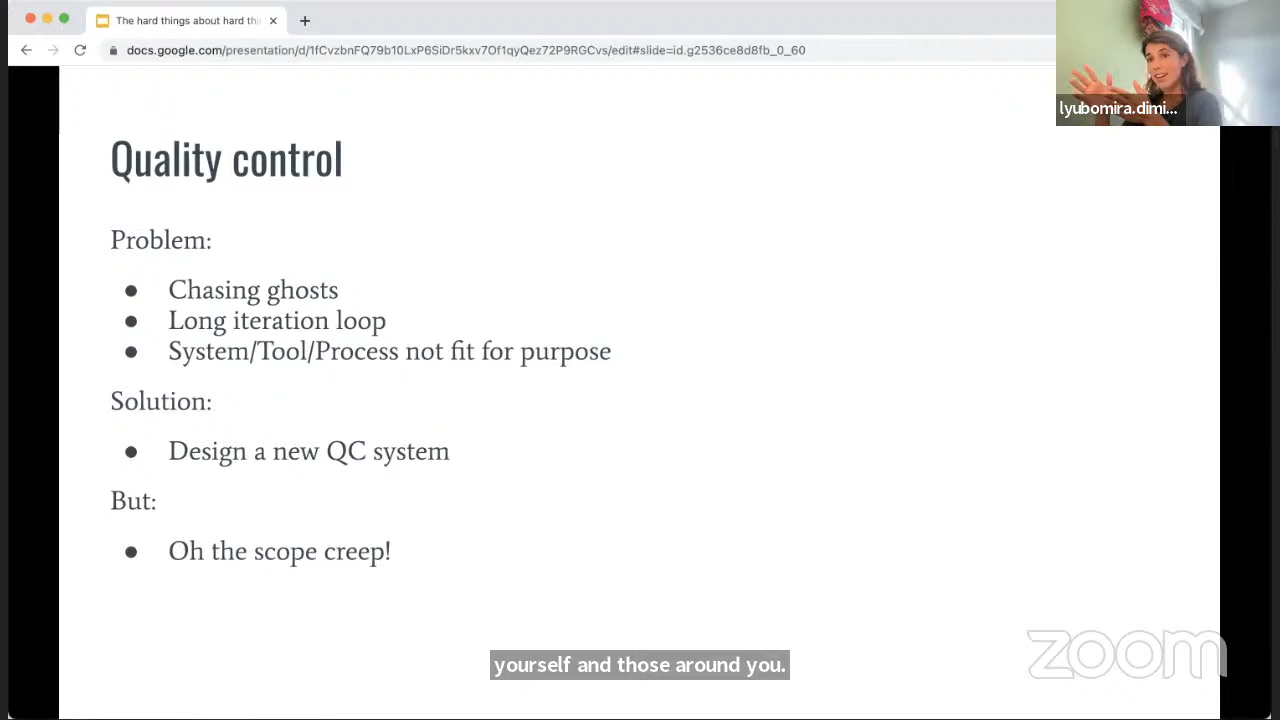 The hard things about hard thi
docs.google.com/presentation/d/1fCvzbnFQ79b10LxP6SiDr5kxv7Of1qyQez72P9RGCvs/edit#slide=id.g2536ce8d8fb_0_60
lyubomira.dimi...
Quality control
Problem:
● Chasing ghosts
● Long iteration loop
● System/Tool/Process not fit for purpose
Solution:
● Design a new QC system
But:
● Oh the scope creep!
yourself and those around you.
zoom